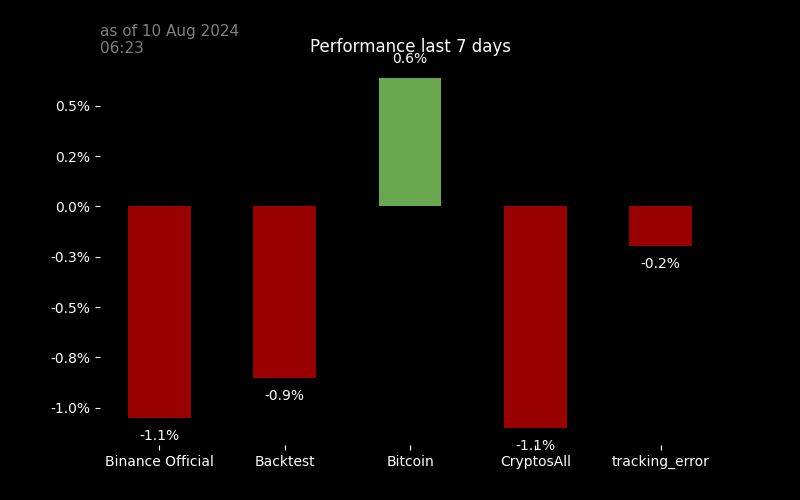 as of 10 Aug 2024
06:23
Performance last 7 days
0.6%
0.5%
0.2%
0.0%
-0.3%
-0.5%
-0.8%
-1.0%
-0.2%
-0.9%
-1.1%
-1.1%
Binance Official
Backtest
Bitcoin
CryptosAll
tracking_error